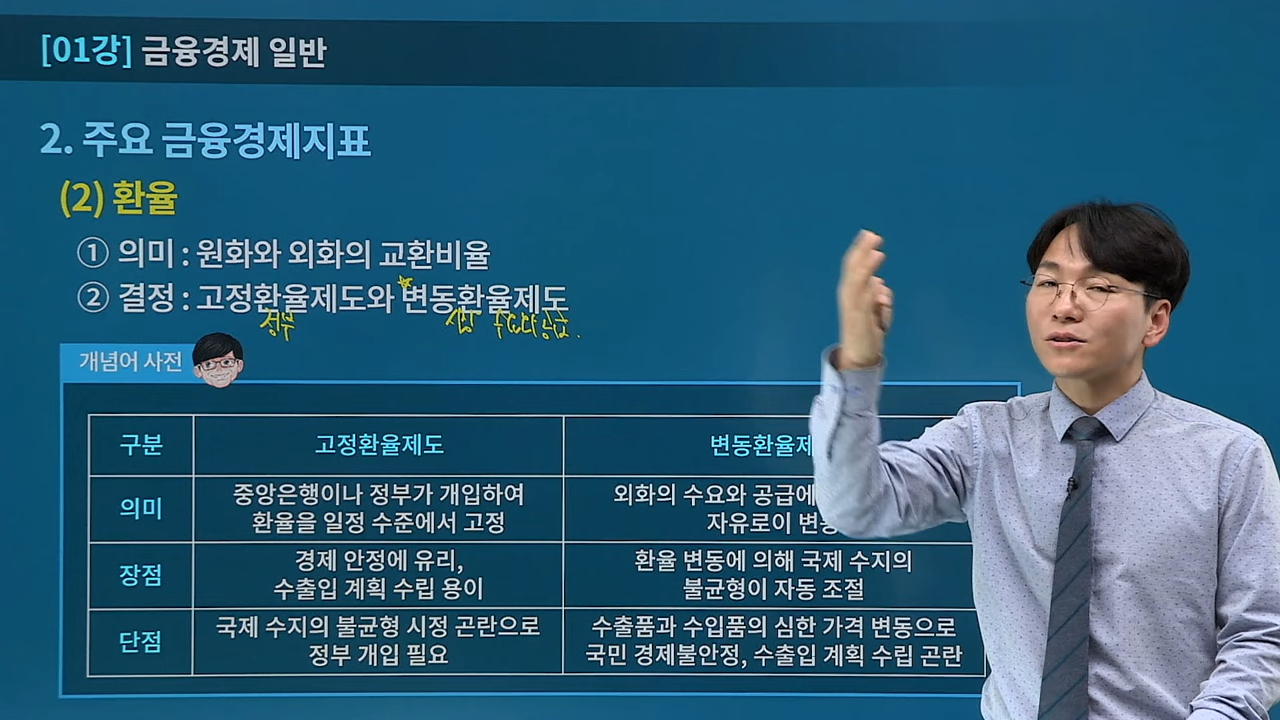 [01강] 금융경제 일반
2. 주요 금융경제지표
(2) 환율
① 의미 : 원화와 외화의 교환비율
② 결정 : 고정환율제도와 변동환율제도
정부
개념어 사전
구분 고정환율제도 변동환율제
의미 중앙은행이나 정부가 개입하여 외화의 수요와 공급에
환율을 일정 수준에서 고정 자유로이 변동
장점 경제 안정에 유리, 환율 변동에 의해 국제 수지의
수출입 계획 수립 용이 불균형이 자동 조절
단점 국제 수지의 불균형 시정 곤란으로 수출품과 수입품의 심한 가격 변동으로
정부 개입 필요 국민 경제불안정, 수출입 계획 수립 곤란